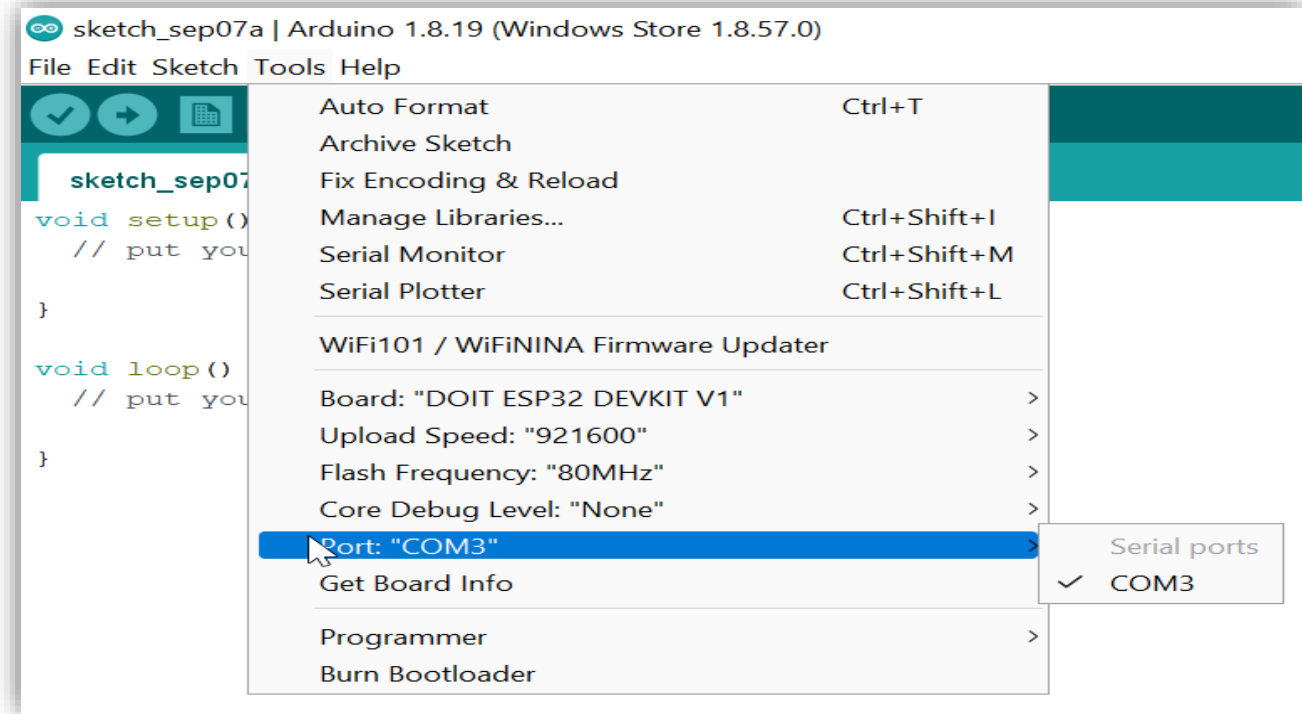 sketch_sep07a | Arduino 1.8.19 (Windows Store 1.8.57.0)
File Edit Sketch Tools Help
Auto Format Ctrl+T
Archive Sketch
sketch_sep07 Fix Encoding & Reload
void setup() Manage Libraries... Ctrl+Shift+I
// put you Serial Monitor Ctrl+Shift+M
Serial Plotter Ctrl+Shift+L
}
WiFi101 / WiFiNINA Firmware Updater
void loop()
// put you Board: "DOIT ESP32 DEVKIT V1"
Upload Speed: "921600"
} Flash Frequency: "80MHz"
Core Debug Level: "None"
Port: "COM3" Serial ports
Get Board Info COM3
Programmer
Burn Bootloader